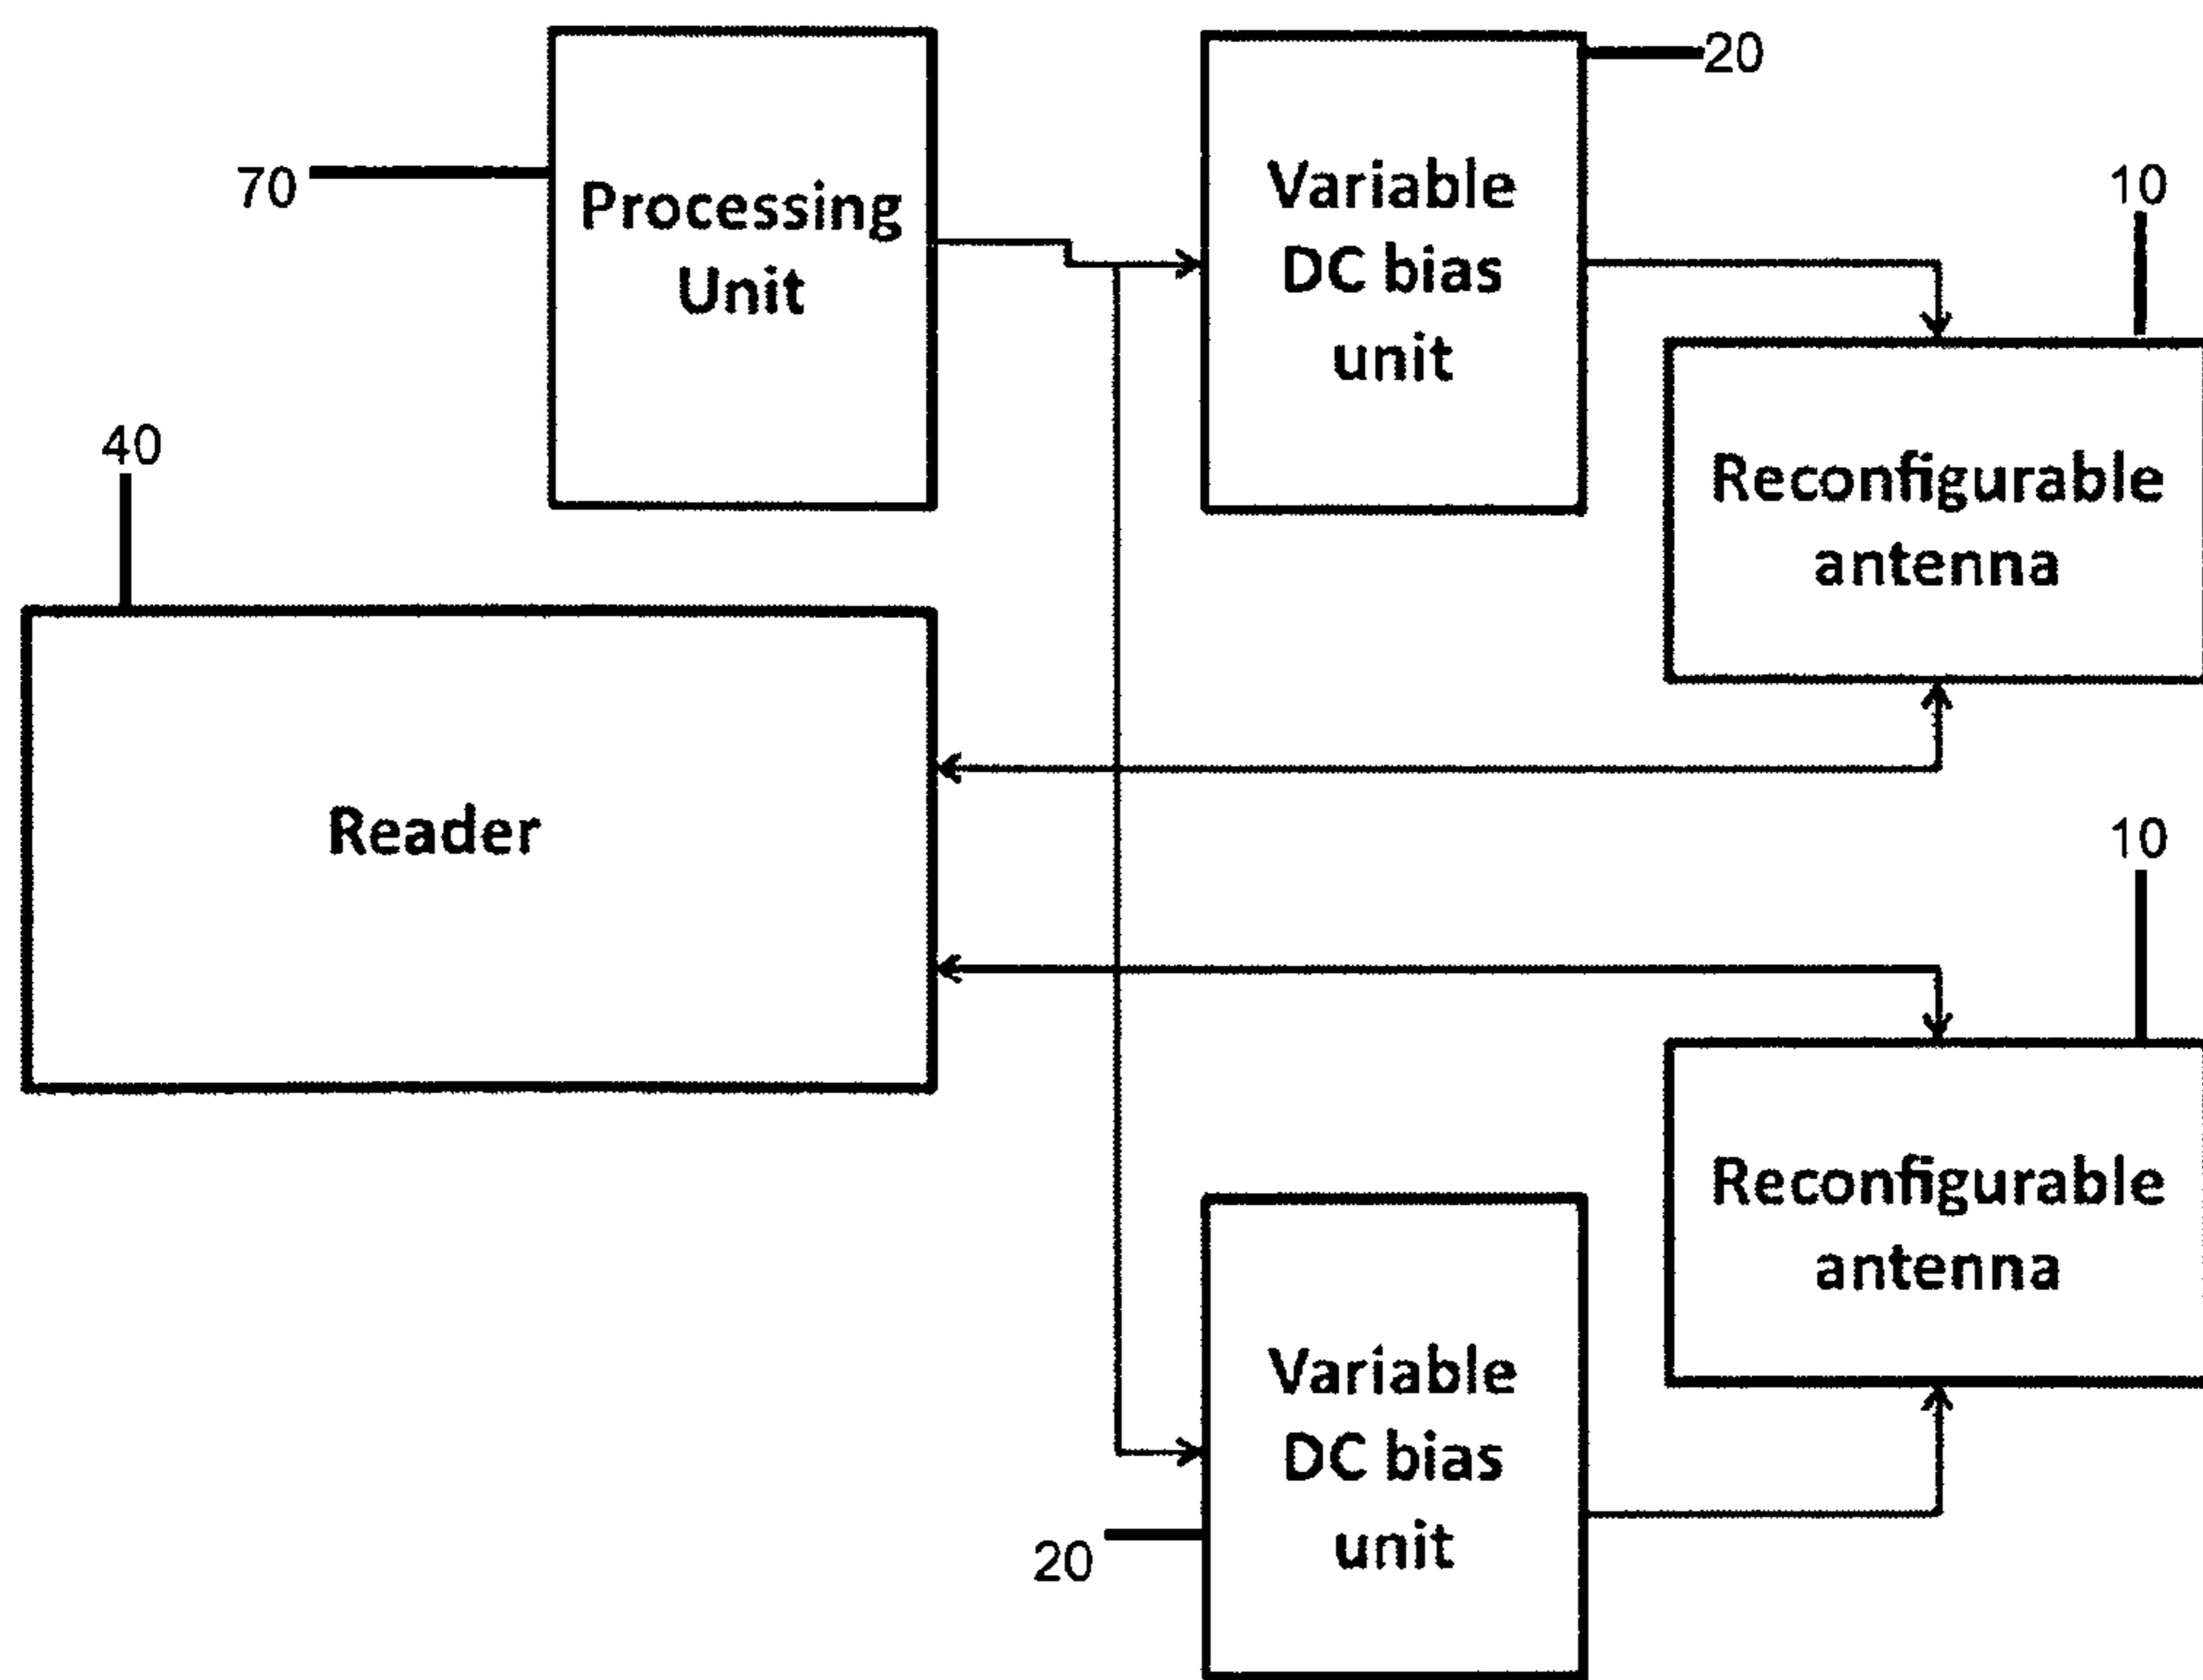 20
70
Processing
Unit
Variable
DC bias
unit
10
Reconfigurable
antenna
40
Reader
10
Reconfigurable
antenna
Variable
DC bias
unit
20